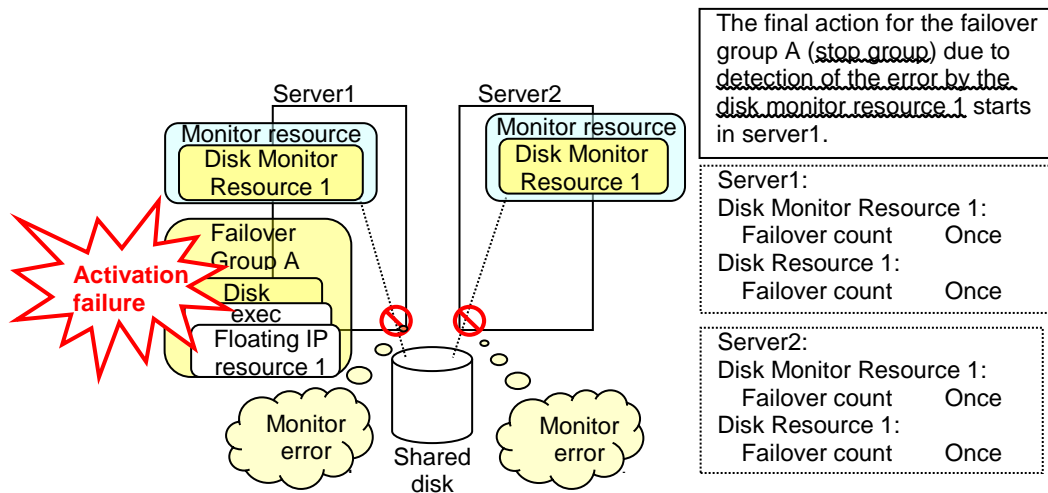 Server1
Server2
Monitor resource
Disk Monitor
Resource 1
Monitor resource
Disk Monitor
Resource 1
Activation
failure
Failover
Group A
Disk
exec
Floating IP
resource 1
Monitor
error
Shared
disk
Monitor
error
The final action for the failover
group A (stop group) due to
detection of the error by the
disk monitor resource 1 starts
in server1.
Server1:
Disk Monitor Resource 1:
Failover count Once
Disk Resource 1:
Failover count Once
Server2:
Disk Monitor Resource 1:
Failover count Once
Disk Resource 1:
Failover count Once